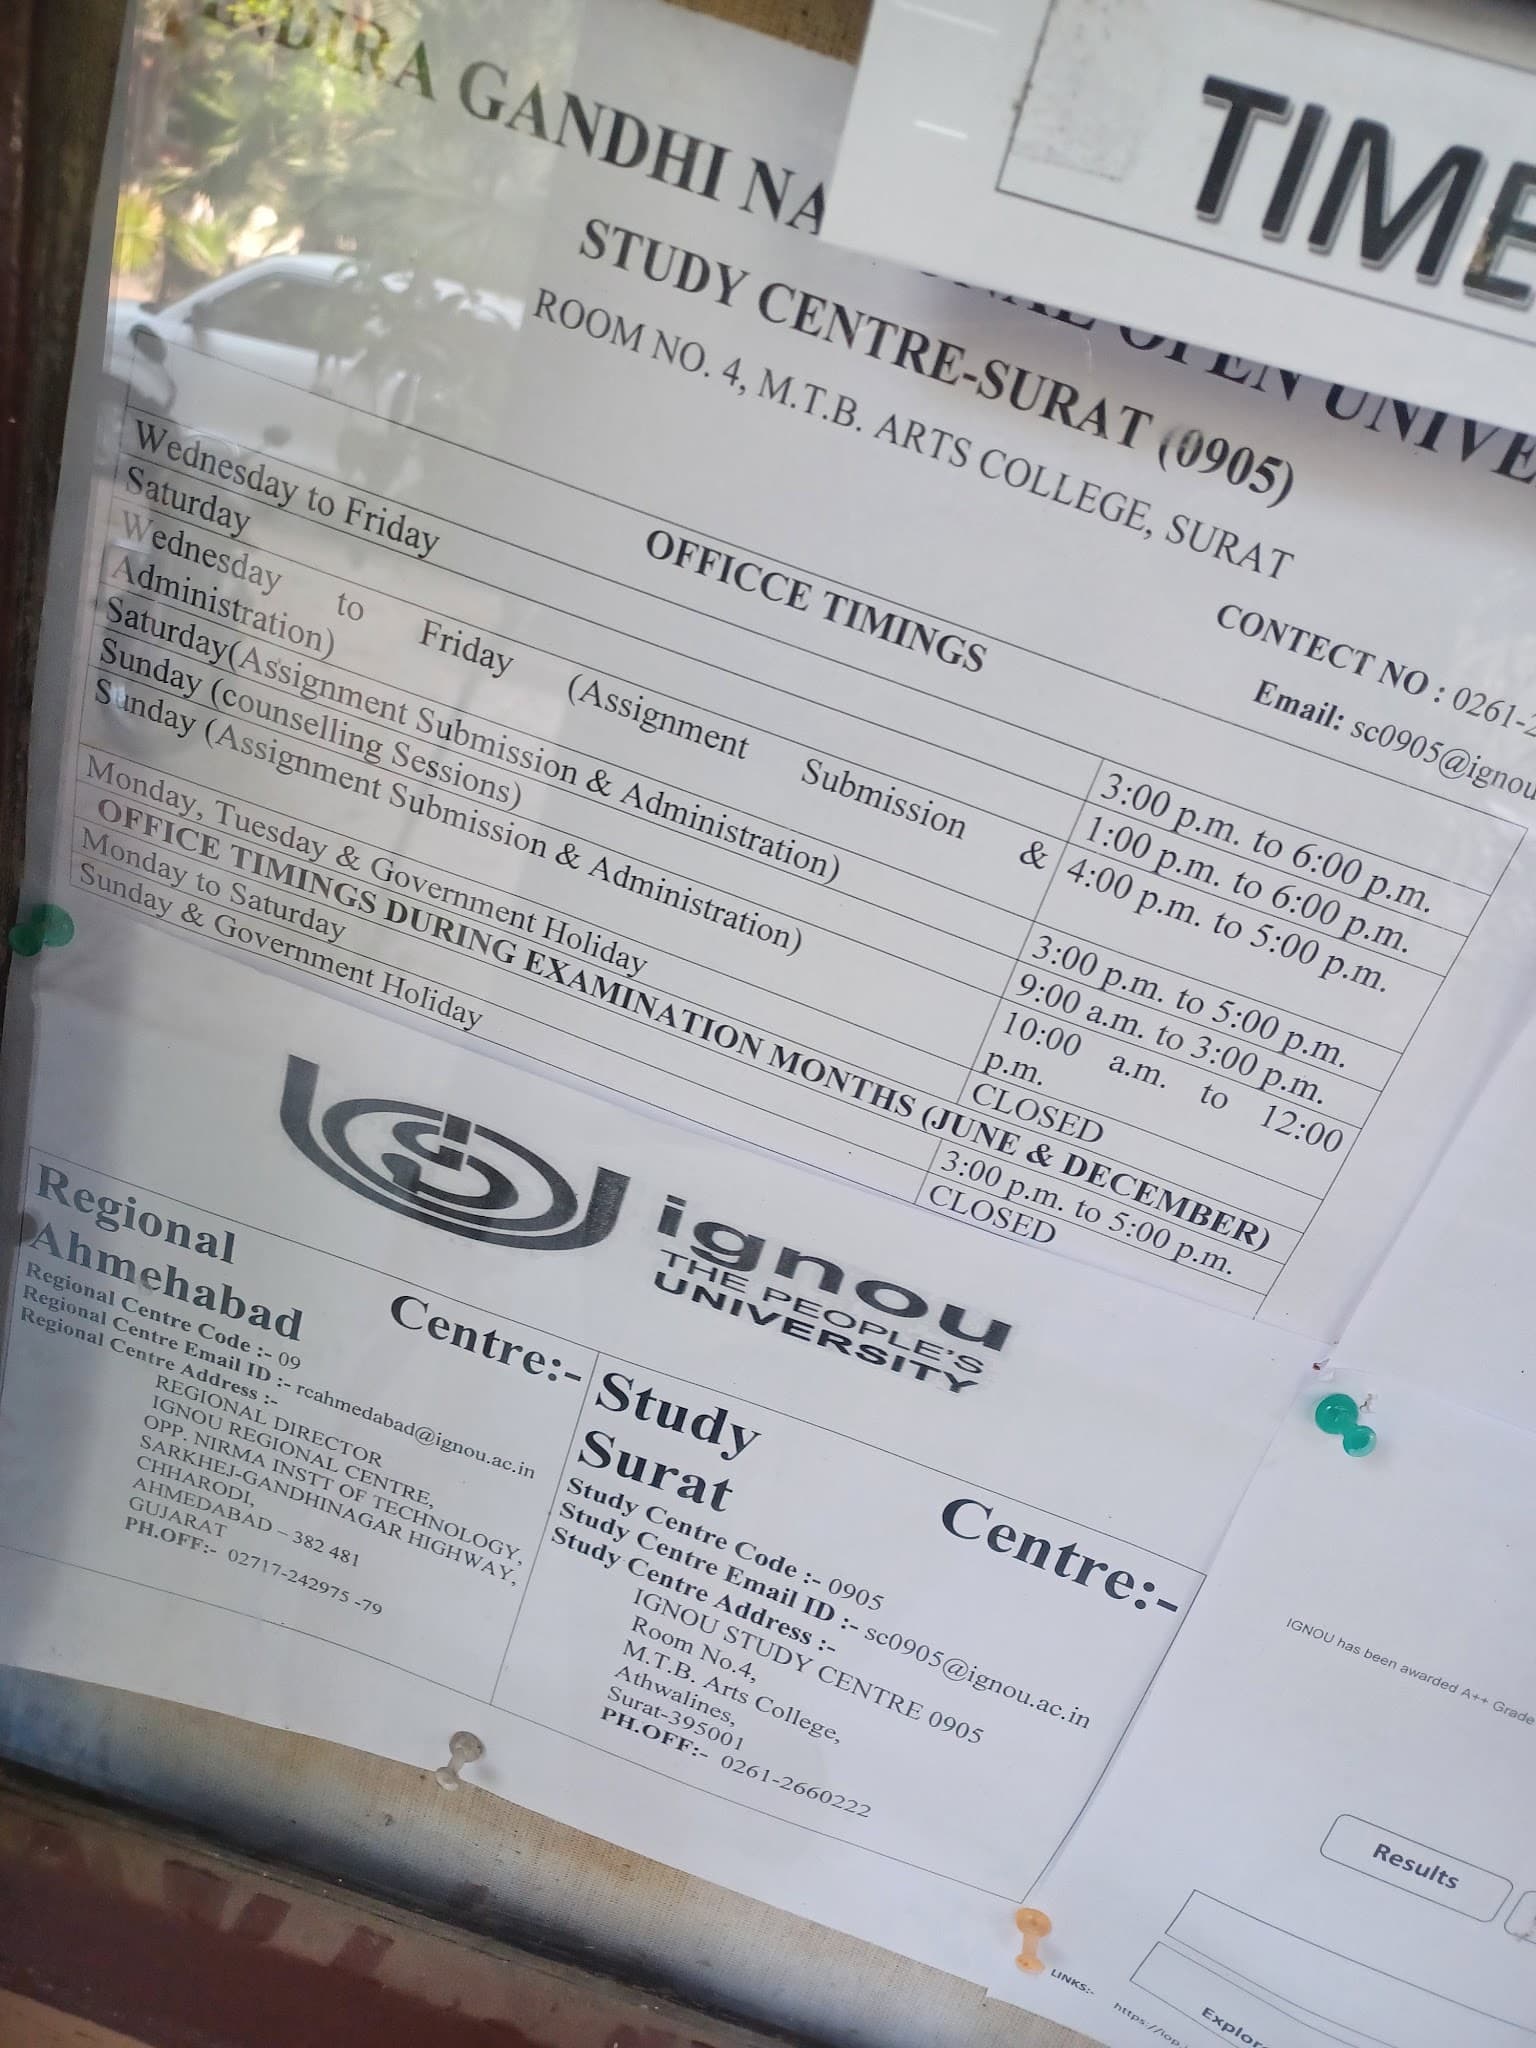 INDIRA GANDHI NA
NAL OPEN UNIVE
STUDY CENTRE-SURAT (0905)
ROOM NO. 4, M.T.B. ARTS COLLEGE, SURAT
CONTECT NO : 0261-2
Email: sc0905@ignou
OFFICCE TIMINGS
Wednesday to Friday 3:00 p.m. to 6:00 p.m.
Saturday 1:00 p.m. to 6:00 p.m.
Wednesday to Friday (Assignment Submission & 4:00 p.m. to 5:00 p.m.
Administration)
Saturday(Assignment Submission & Administration) 3:00 p.m. to 5:00 p.m.
Sunday (counselling Sessions) 9:00 a.m. to 3:00 p.m.
Sunday (Assignment Submission & Administration) 10:00 a.m. to 12:00
p.m.
Monday, Tuesday & Government Holiday CLOSED
OFFICE TIMINGS DURING EXAMINATION MONTHS (JUNE & DECEMBER)
Monday to Saturday 3:00 p.m. to 5:00 p.m.
Sunday & Government Holiday CLOSED
ignou
THE PEOPLE'S
UNIVERSITY
Regional Centre:-
Ahmehabad
Regional Centre Code :- 09
Regional Centre Email ID :- rcahmedabad@ignou.ac.in
Regional Centre Address :-
REGIONAL DIRECTOR
IGNOU REGIONAL CENTRE,
OPP. NIRMA INSTT OF TECHNOLOGY,
SARKHEJ-GANDHINAGAR HIGHWAY,
CHHARODI,
AHMEDABAD – 382 481
GUJARAT
PH.OFF:- 02717-242975 -79
Study Centre:-
Surat
Study Centre Code :- 0905
Study Centre Email ID :- sc0905@ignou.ac.in
Study Centre Address :-
IGNOU STUDY CENTRE 0905
Room No.4,
M.T.B. Arts College,
Athwalines,
Surat-395001
PH.OFF:- 0261-2660222
TIME
IGNOU has been awarded A++ Grade
Results
LINKS:-
https://iop.
Explor